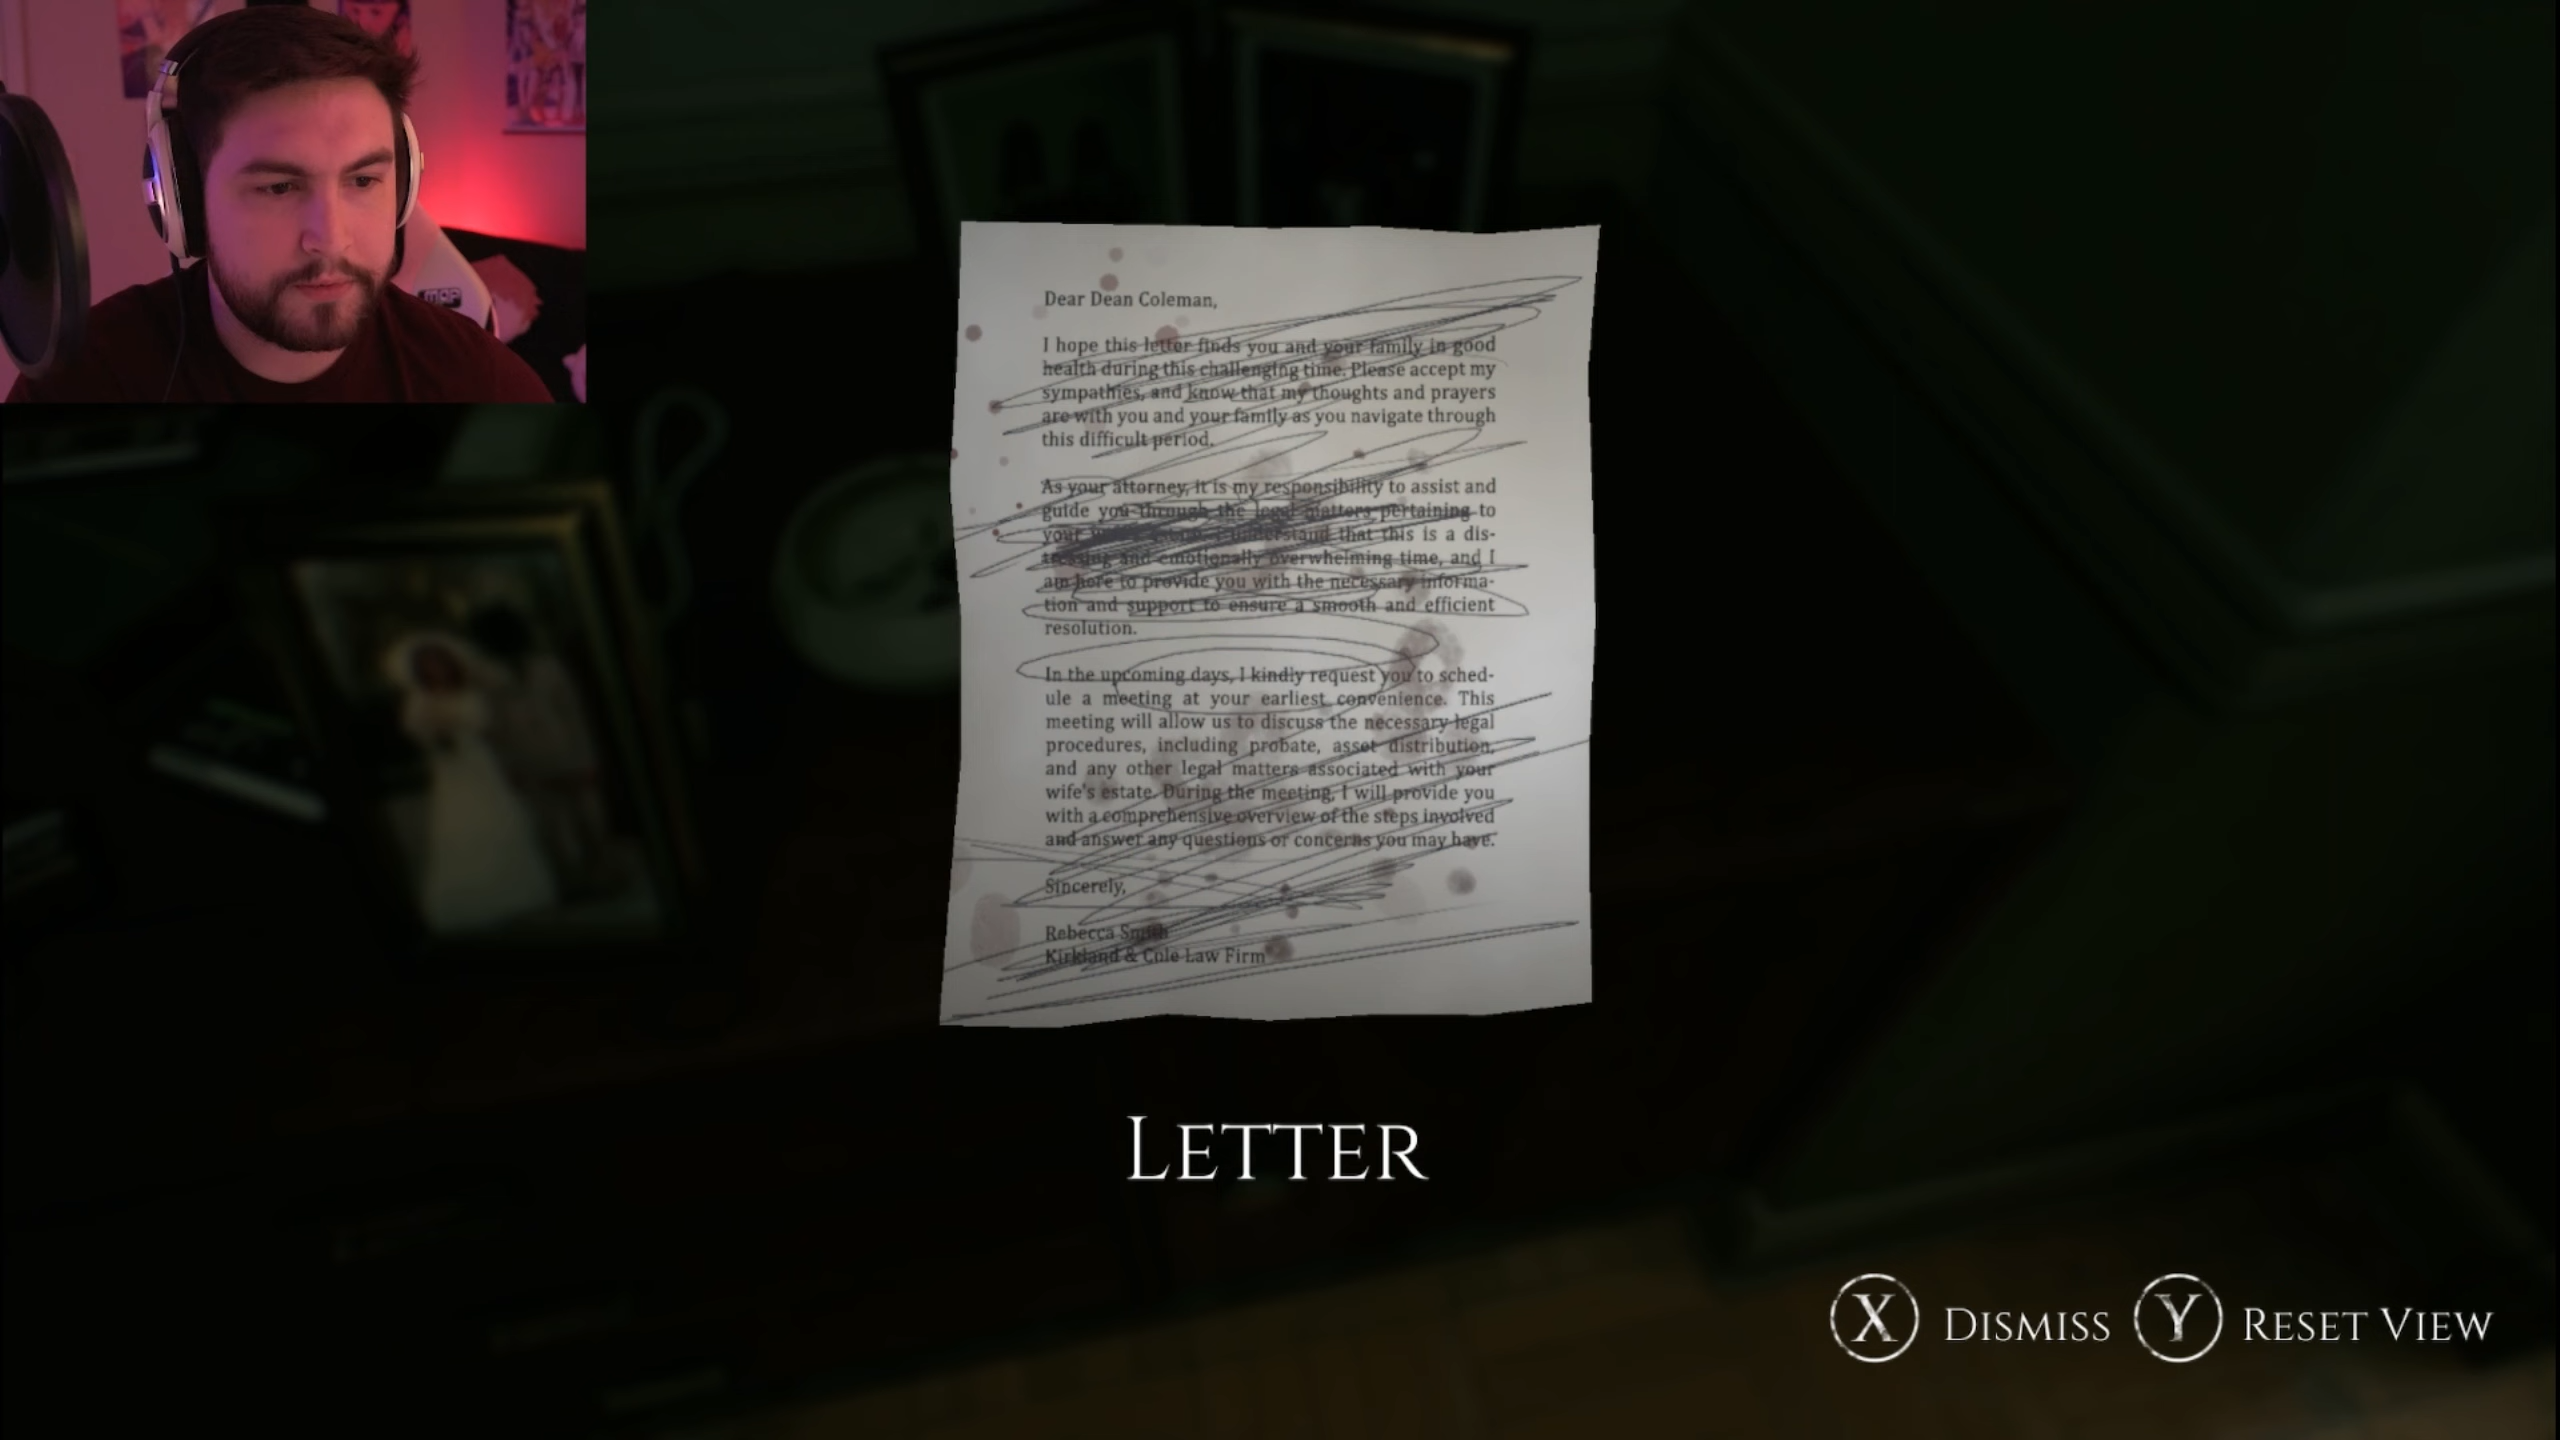 Dear Dean Coleman,
I hope this letter finds you and your family in good
health during this challenging time. Please accept my
sympathies, and know that my thoughts and prayers
are with you and your family as you navigate through
this difficult period.
As your attorney, it is my responsibility to assist and
guide you through the legal matters pertaining to
your understand that this is a dis-
tressing and emotionally overwhelming time, and I
am here to provide you with the necessary informa-
tion and support to ensure a smooth and efficient
resolution.
In the upcoming days, I kindly request you to sched-
ule a meeting at your earliest convenience. This
meeting will allow us to discuss the necessary legal
procedures, including probate, asset distribution,
and any other legal matters associated with your
wife's estate. During the meeting, I will provide you
with a comprehensive overview of the steps involved
and answer any questions or concerns you may have.
Sincerely,
Rebecca Smith
Kirkland & Cole Law Firm
LETTER
X DISMISS Y RESET VIEW